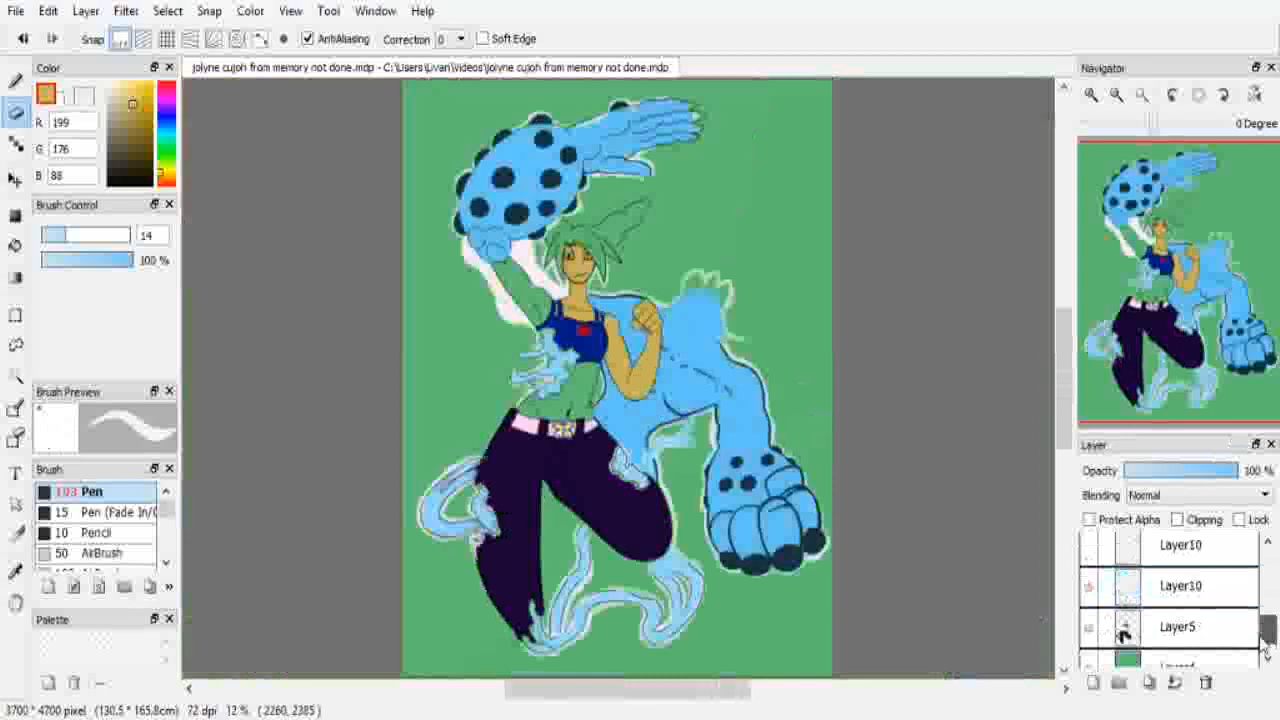 File Edit Layer Filter Select Snap Color View Tool Window Help
Snap AntiAliasing Correction 0 Soft Edge
Color
jolyne cujoh from memory not done.mdp - C:\Users\Evan\Videos\jolyne cujoh from memory not done.mdp
Navigator
R 199
G 176
B 88
0 Degree
Brush Control
14
100 %
Brush Preview
Brush
103 Pen
15 Pen (Fade In/O
10 Pencil
50 AirBrush
Palette
Layer
Opacity 100 %
Blending Normal
Protect Alpha Clipping Lock
Layer10
Layer10
Layer5
3700 * 4700 pixel (130.5 * 165.8cm) 72 dpi 12 % ( 2260, 2385 )